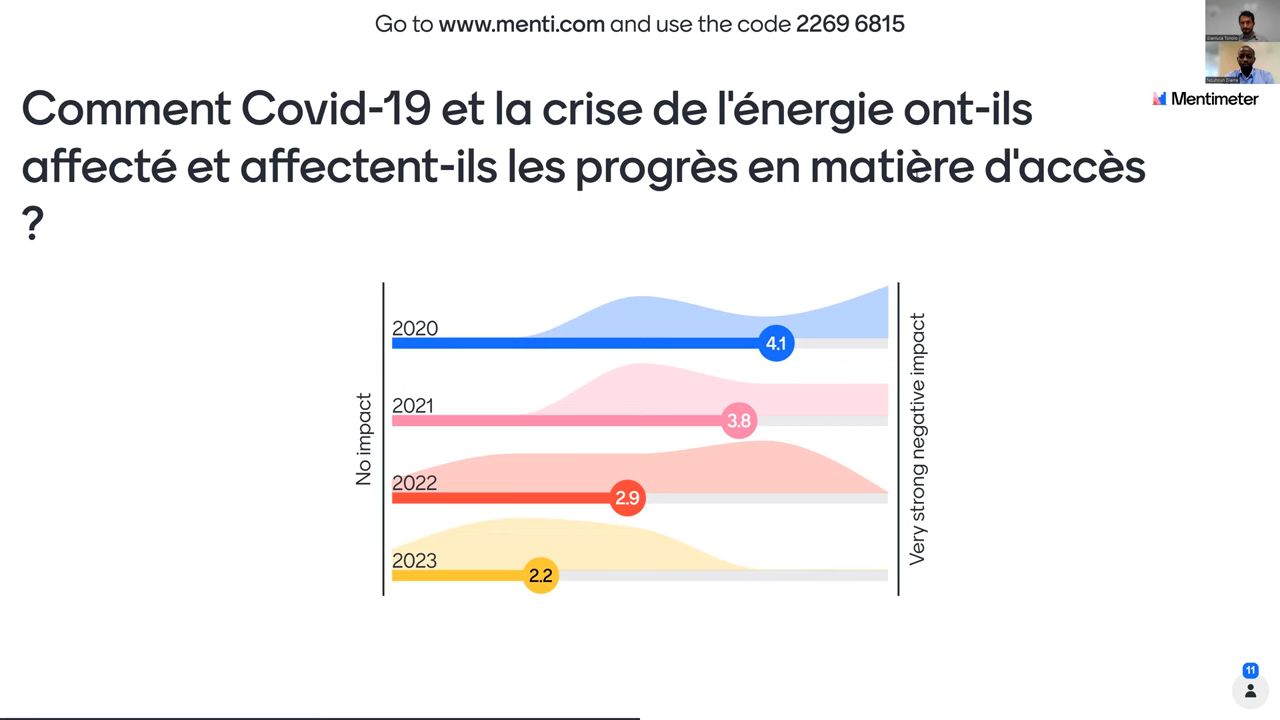 Go to www.menti.com and use the code 2269 6815
Mentimeter
Comment Covid-19 et la crise de l'énergie ont-ils
affecté et affectent-ils les progrès en matière d'accès
?
No impact
2020
4.1
2021
3.8
2022
2.9
2023
2.2
Very strong negative impact
11